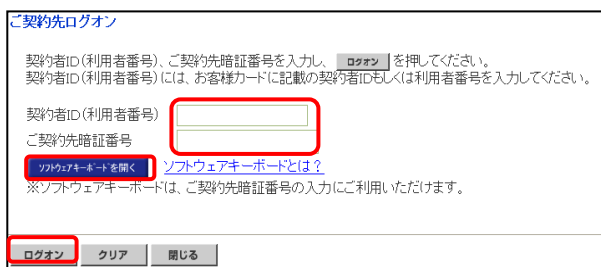 ご契約先ログオン
契約者ID(利用者番号)、ご契約先暗証番号を入力し、 ログオン を押してください。
契約者ID(利用者番号)には、お客様カードに記載の契約者IDもしくは利用者番号を入力してください。
契約者ID(利用者番号)
ご契約先暗証番号
ソフトウェアキーボードを開く ソフトウェアキーボードとは?
※ソフトウェアキーボードは、ご契約先暗証番号の入力にご利用いただけます。
ログオン クリア 閉じる